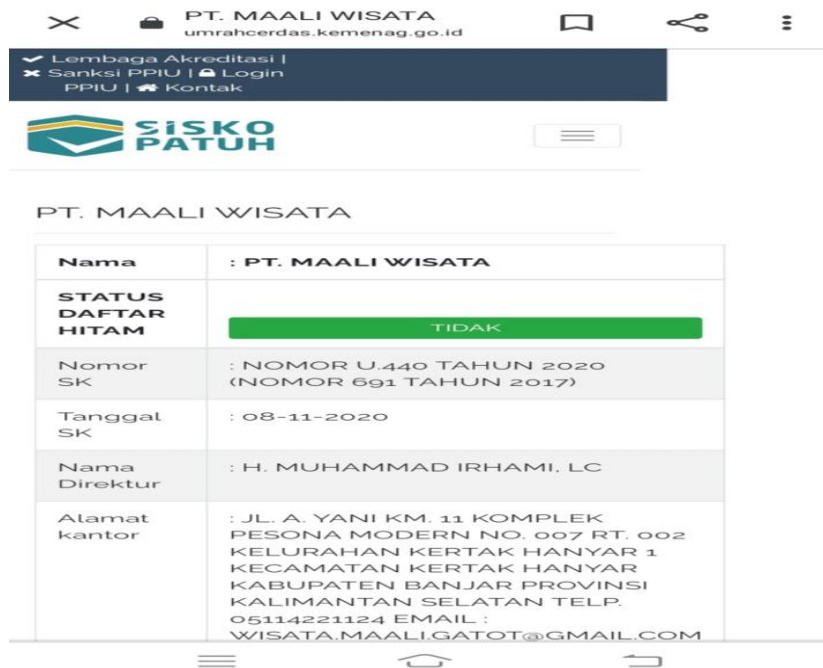 PT. MAALI WISATA
umrahcerdas.kemenag.go.id
Lembaga Akreditasi |
Sanksi PPIU | Login
PPIU | Kontak
SISKO
PATUH
PT. MAALI WISATA
Nama : PT. MAALI WISATA
STATUS
DAFTAR
HITAM TIDAK
Nomor : NOMOR U.440 TAHUN 2020
SK (NOMOR 691 TAHUN 2017)
Tanggal : 08-11-2020
SK
Nama : H. MUHAMMAD IRHAMI, LC
Direktur
Alamat : JL. A. YANI KM. 11 KOMPLEK
kantor PESONA MODERN NO. 007 RT. 002
KELURAHAN KERTAK HANYAR 1
KECAMATAN KERTAK HANYAR
KABUPATEN BANJAR PROVINSI
KALIMANTAN SELATAN TELP.
05114221124 EMAIL :
WISATA.MAALI.GATOT@GMAIL.COM